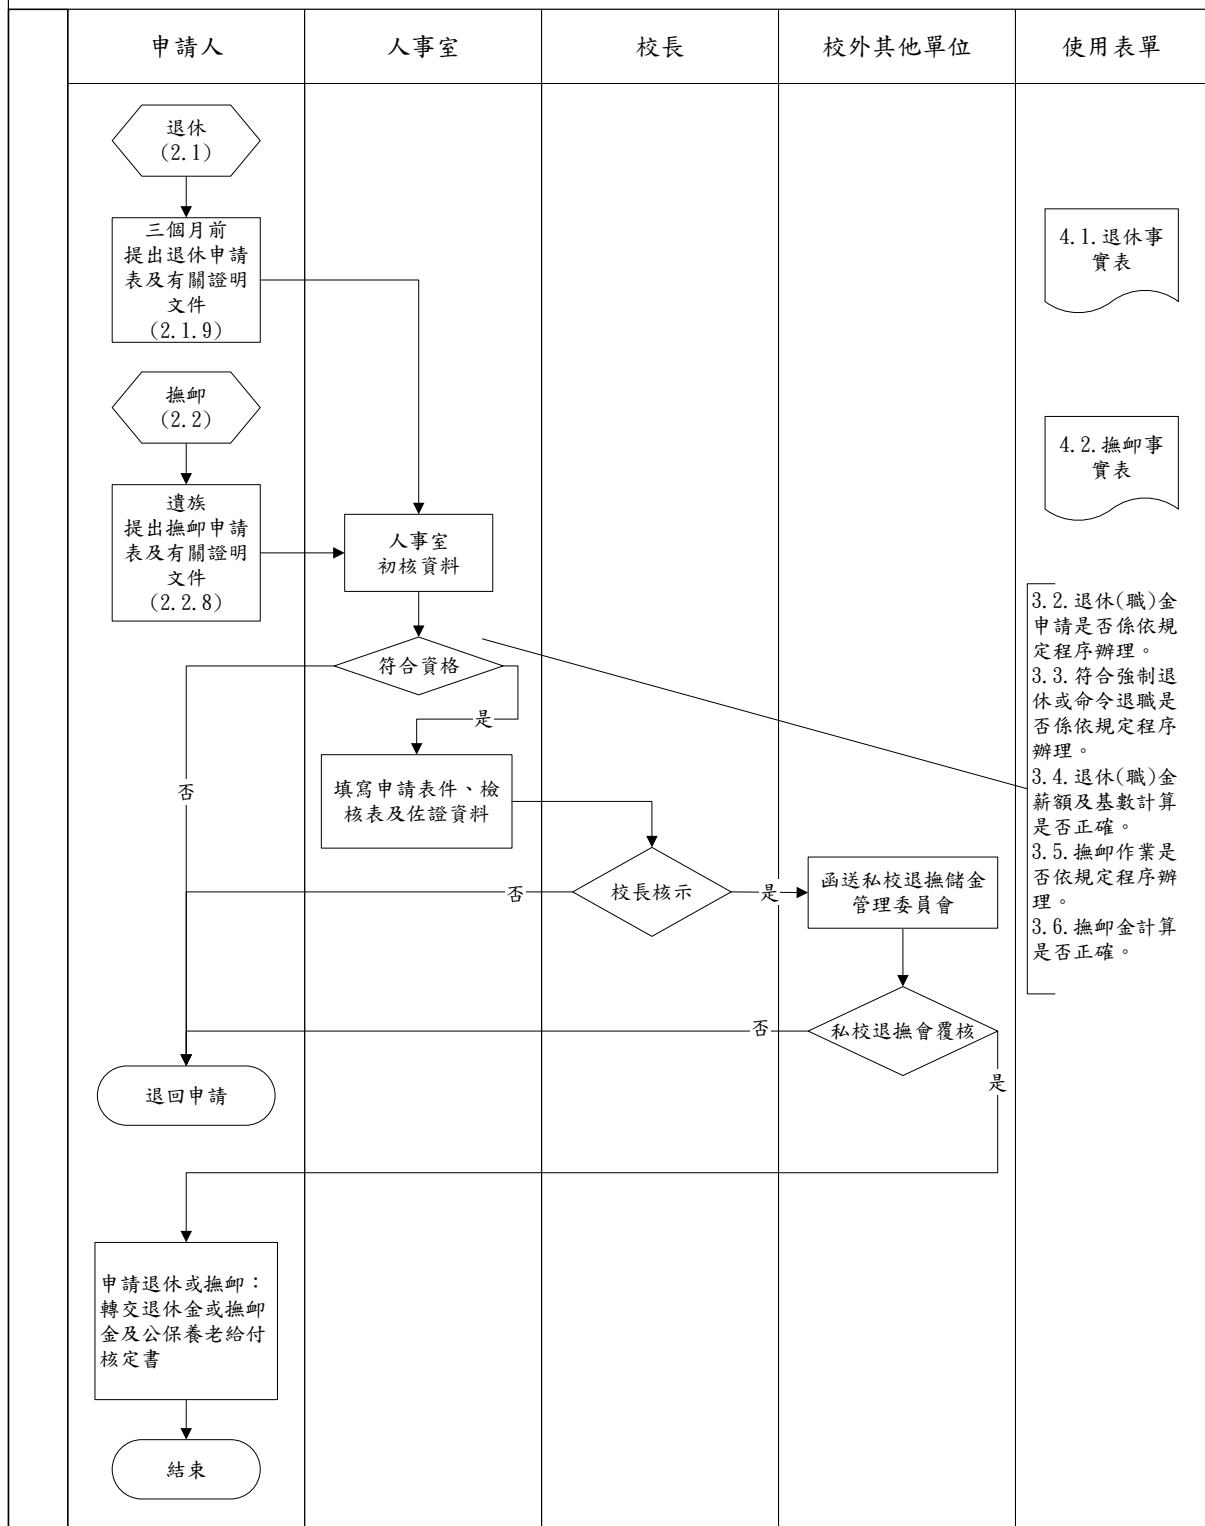 申請人
人事室
校長
校外其他單位
使用表單
退休
(2.1)
三個月前
提出退休申請
表及有關證明
文件
(2.1.9)
4.1.退休事
實表
撫卹
(2.2)
4.2.撫卹事
實表
遺族
提出撫卹申請
表及有關證明
文件
(2.2.8)
人事室
初核資料
符合資格
是
否
填寫申請表件、檢
核表及佐證資料
校長核示
否
是
函送私校退撫儲金
管理委員會
私校退撫會覆核
否
是
3.2.退休(職)金
申請是否係依規
定程序辦理。
3.3.符合強制退
休或命令退職是
否係依規定程序
辦理。
3.4.退休(職)金
薪額及基數計算
是否正確。
3.5.撫卹作業是
否依規定程序辦
理。
3.6.撫卹金計算
是否正確。
退回申請
申請退休或撫卹：
轉交退休金或撫卹
金及公保養老給付
核定書
結束